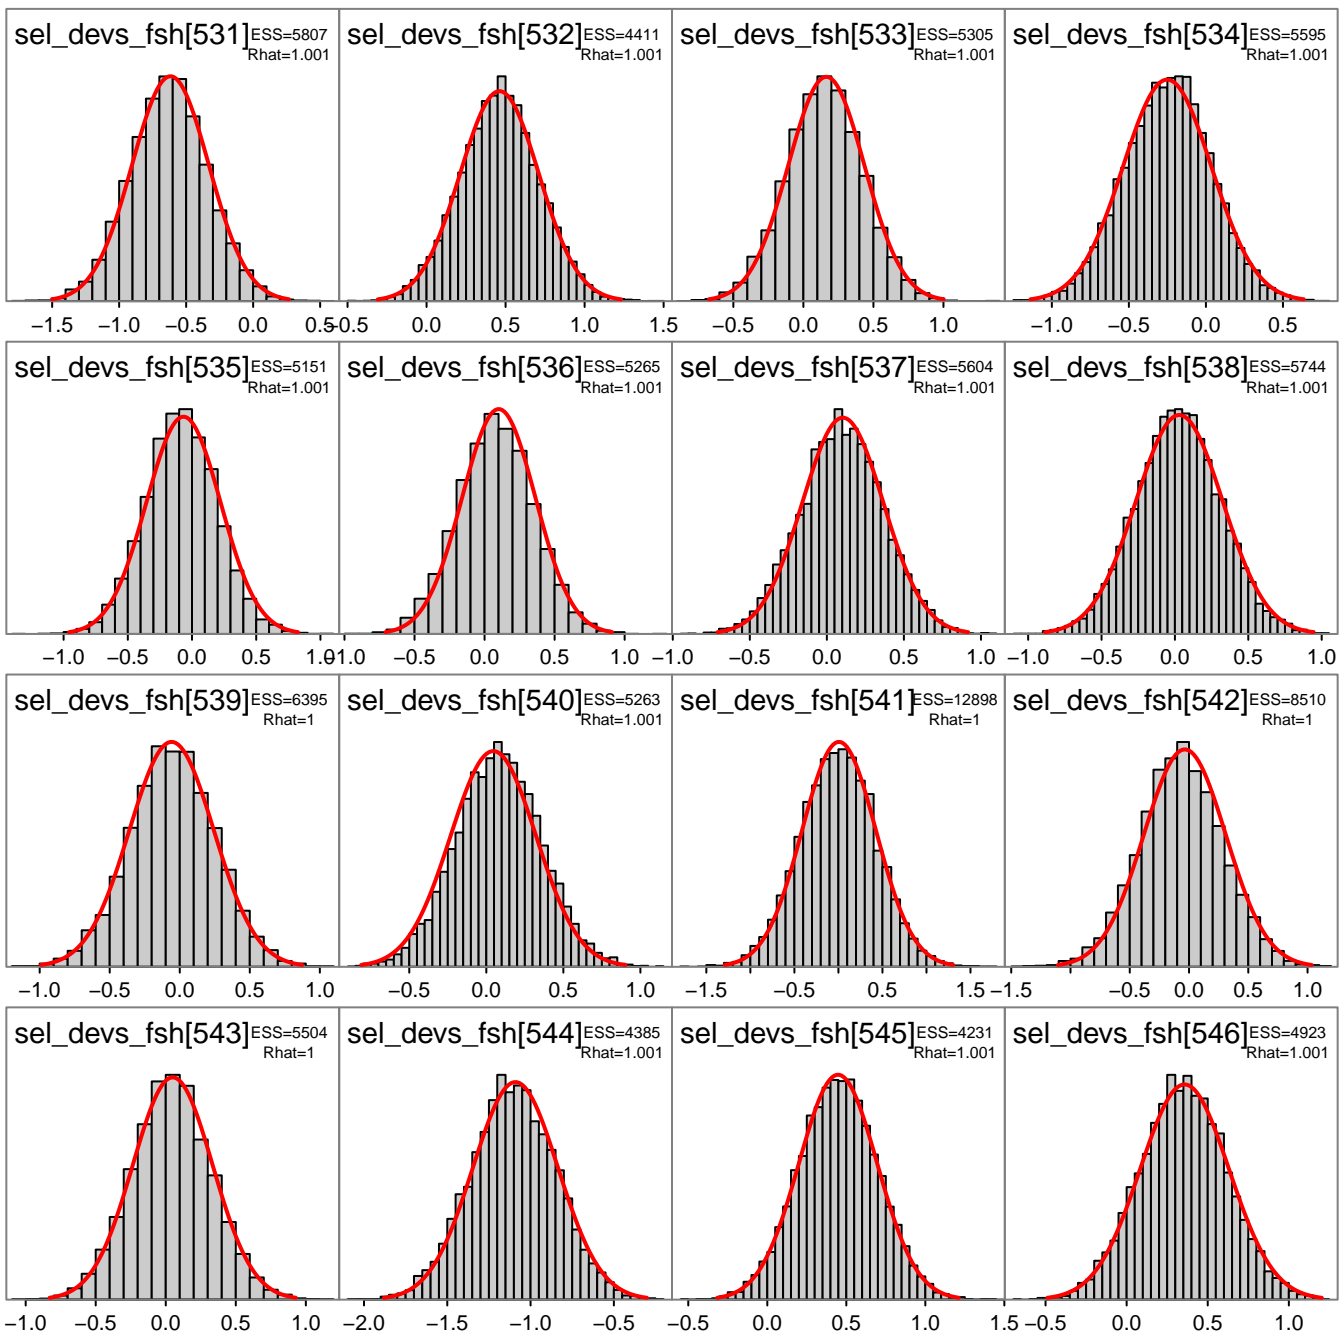 sel_devs_fsh[531] ESS=5807 Rhat=1.001
sel_devs_fsh[532] ESS=4411 Rhat=1.001
sel_devs_fsh[533] ESS=5305 Rhat=1.001
sel_devs_fsh[534] ESS=5595 Rhat=1.001
−1.5 −1.0 −0.5 0.0 0.5
−0.5 0.0 0.5 1.0 1.5
−0.5 0.0 0.5 1.0
−1.0 −0.5 0.0 0.5
sel_devs_fsh[535] ESS=5151 Rhat=1.001
sel_devs_fsh[536] ESS=5265 Rhat=1.001
sel_devs_fsh[537] ESS=5604 Rhat=1.001
sel_devs_fsh[538] ESS=5744 Rhat=1.001
−1.0 −0.5 0.0 0.5 1.0
−1.0 −0.5 0.0 0.5 1.0
−1.0 −0.5 0.0 0.5 1.0
−1.0 −0.5 0.0 0.5 1.0
sel_devs_fsh[539] ESS=6395 Rhat=1
sel_devs_fsh[540] ESS=5263 Rhat=1.001
sel_devs_fsh[541] ESS=12898 Rhat=1
sel_devs_fsh[542] ESS=8510 Rhat=1
−1.0 −0.5 0.0 0.5 1.0
−0.5 0.0 0.5 1.0
−1.5 −0.5 0.5 1.5
−1.5 −0.5 0.0 0.5 1.0
sel_devs_fsh[543] ESS=5504 Rhat=1
sel_devs_fsh[544] ESS=4385 Rhat=1.001
sel_devs_fsh[545] ESS=4231 Rhat=1.001
sel_devs_fsh[546] ESS=4923 Rhat=1.001
−1.0 −0.5 0.0 0.5 1.0
−2.0 −1.5 −1.0 −0.5
−0.5 0.0 0.5 1.0 1.5
−0.5 0.0 0.5 1.0